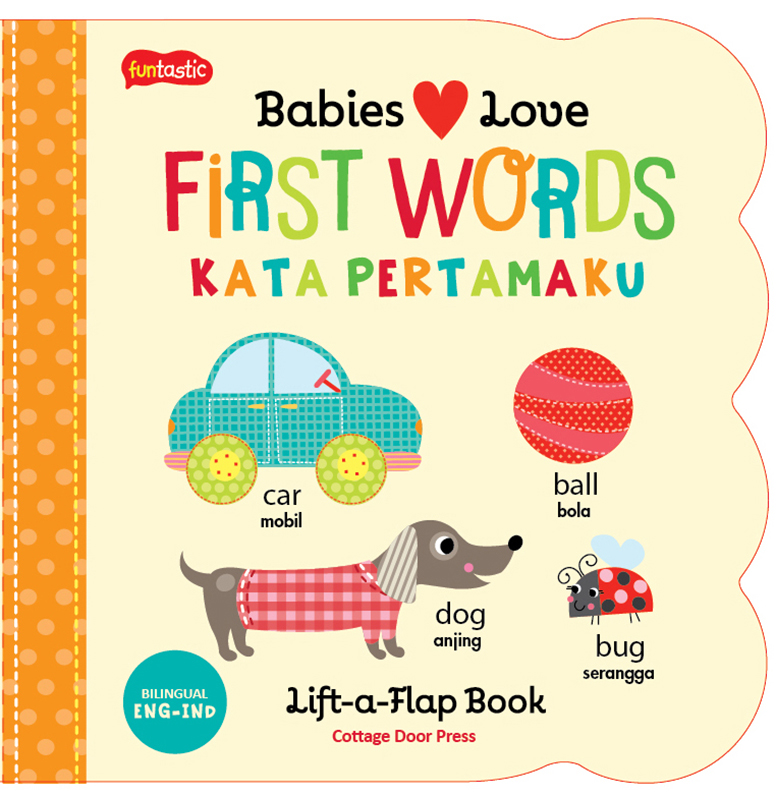 funtastic
Babies Love
FiRST WORDS
KATA PERTAMAKU
car
mobil
ball
bola
dog
anjing
bug
serangga
BILINGUAL
ENG-IND
Lift-a-Flap Book
Cottage Door Press